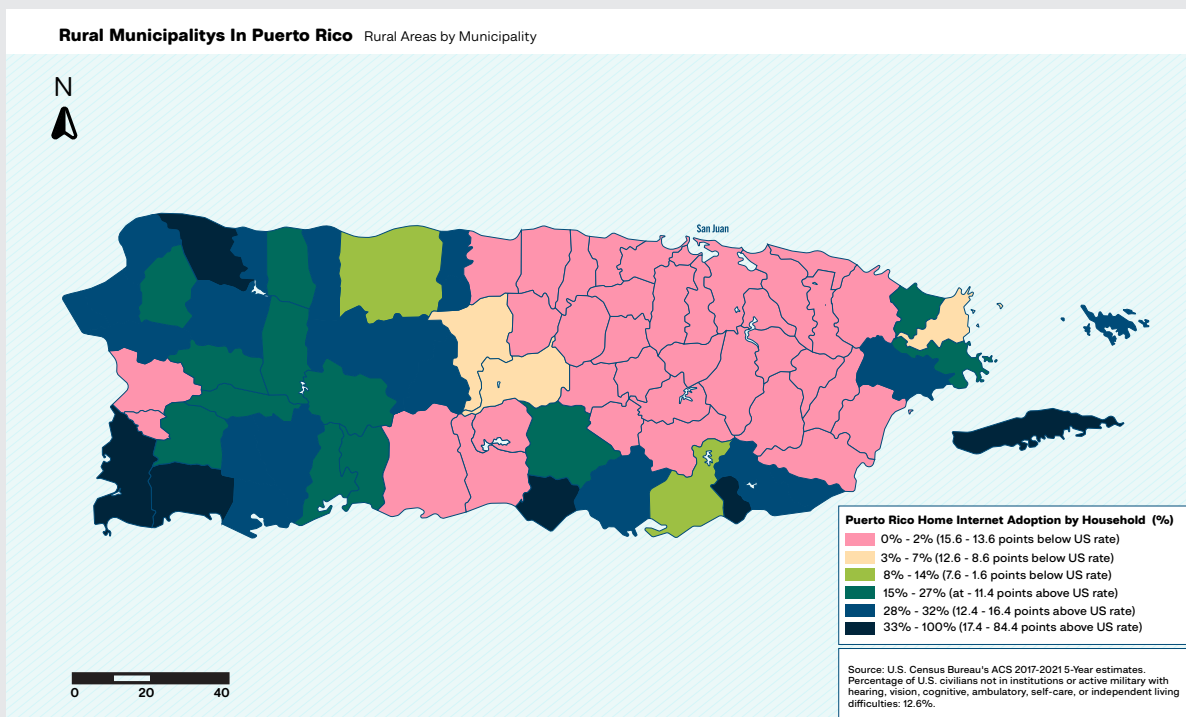 Rural Municipalitys In Puerto Rico Rural Areas by Municipality
N
San Juan
Puerto Rico Home Internet Adoption by Household (%)
0% - 2% (15.6 - 13.6 points below US rate)
3% - 7% (12.6 - 8.6 points below US rate)
8% - 14% (7.6 - 1.6 points below US rate)
15% - 27% (at - 11.4 points above US rate)
28% - 32% (12.4 - 16.4 points above US rate)
33% - 100% (17.4 - 84.4 points above US rate)
Source: U.S. Census Bureau's ACS 2017-2021 5-Year estimates.
Percentage of U.S. civilians not in institutions or active military with
hearing, vision, cognitive, ambulatory, self-care, or independent living
difficulties: 12.6%.
0 20 40